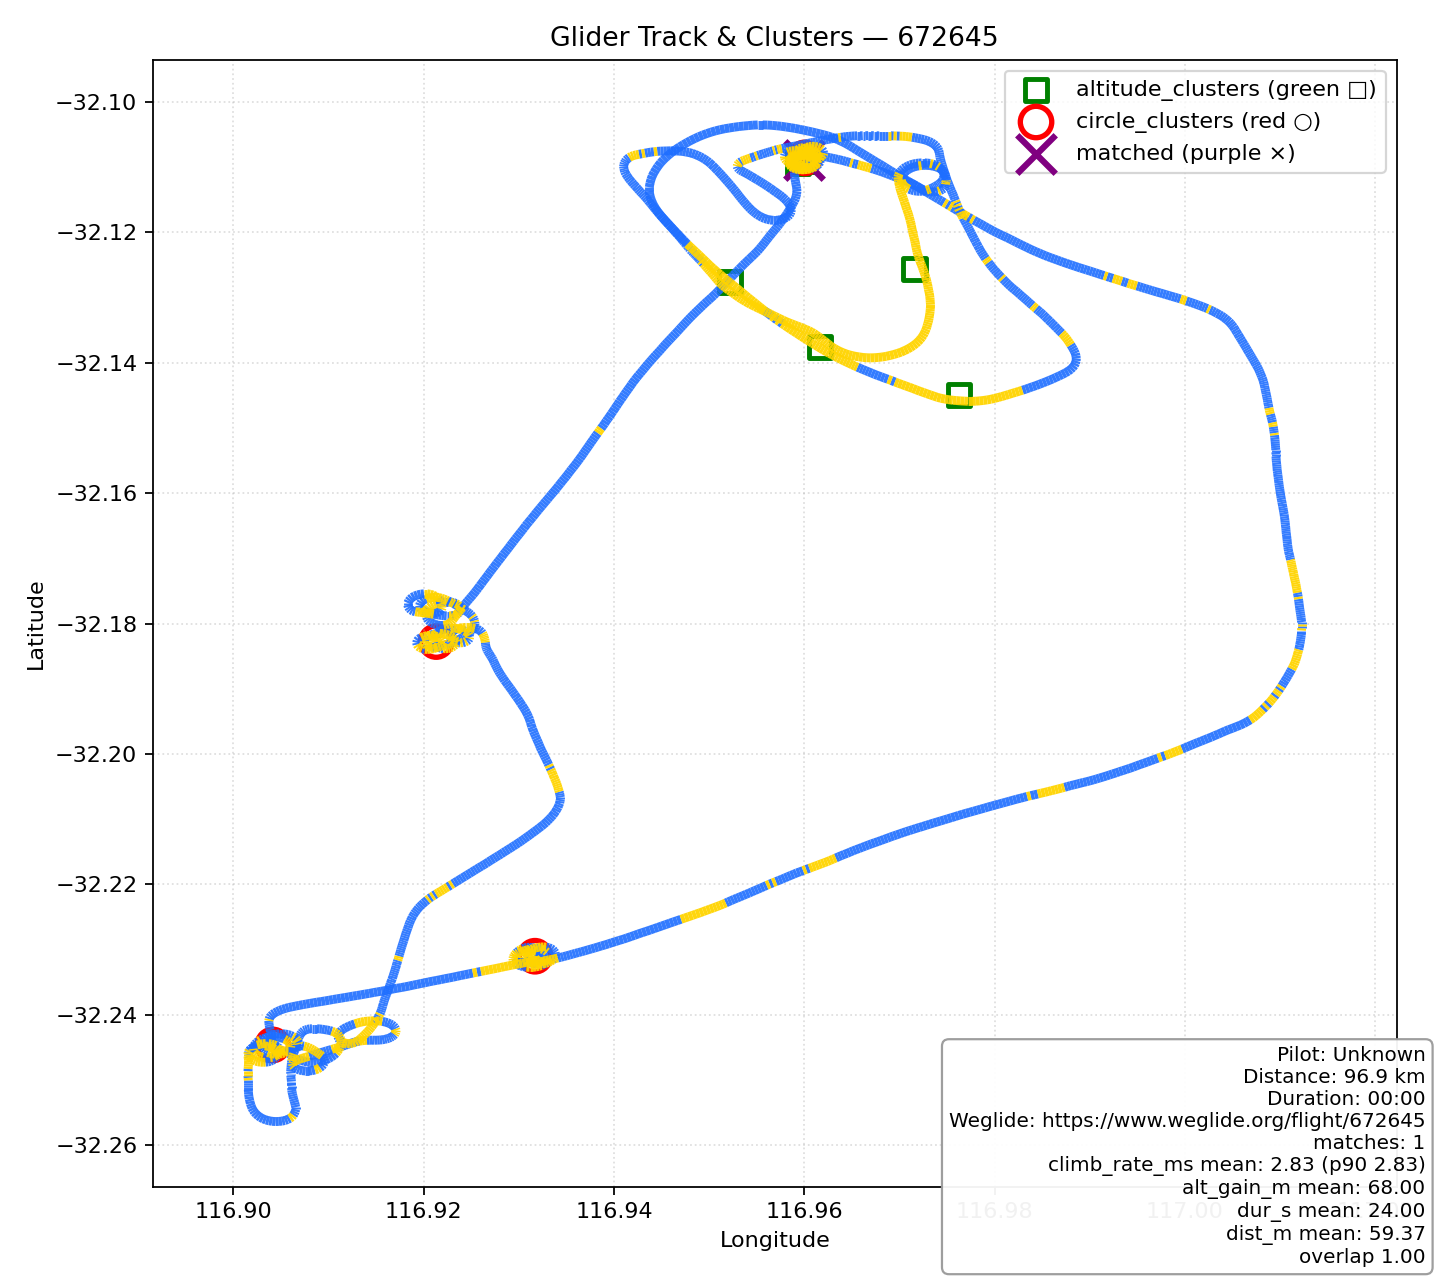 Glider Track & Clusters — 672645
altitude_clusters (green □)
circle_clusters (red ○)
matched (purple ×)
−32.10
−32.12
−32.14
−32.16
−32.18
−32.20
−32.22
−32.24
−32.26
Latitude
116.90 116.92 116.94 116.96 116.98 117.00
Longitude
Pilot: Unknown
Distance: 96.9 km
Duration: 00:00
Weglide: https://www.weglide.org/flight/672645
matches: 1
climb_rate_ms mean: 2.83 (p90 2.83)
alt_gain_m mean: 68.00
dur_s mean: 24.00
dist_m mean: 59.37
overlap 1.00